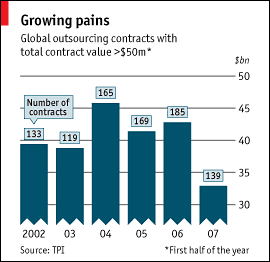 Growing pains
Global outsourcing contracts with
total contract value >$50m*
$bn
50
Number of
contracts
133
119
165
169
185
139
45
40
35
30
2002
03
04
05
06
07
Source: TPI
*First half of the year